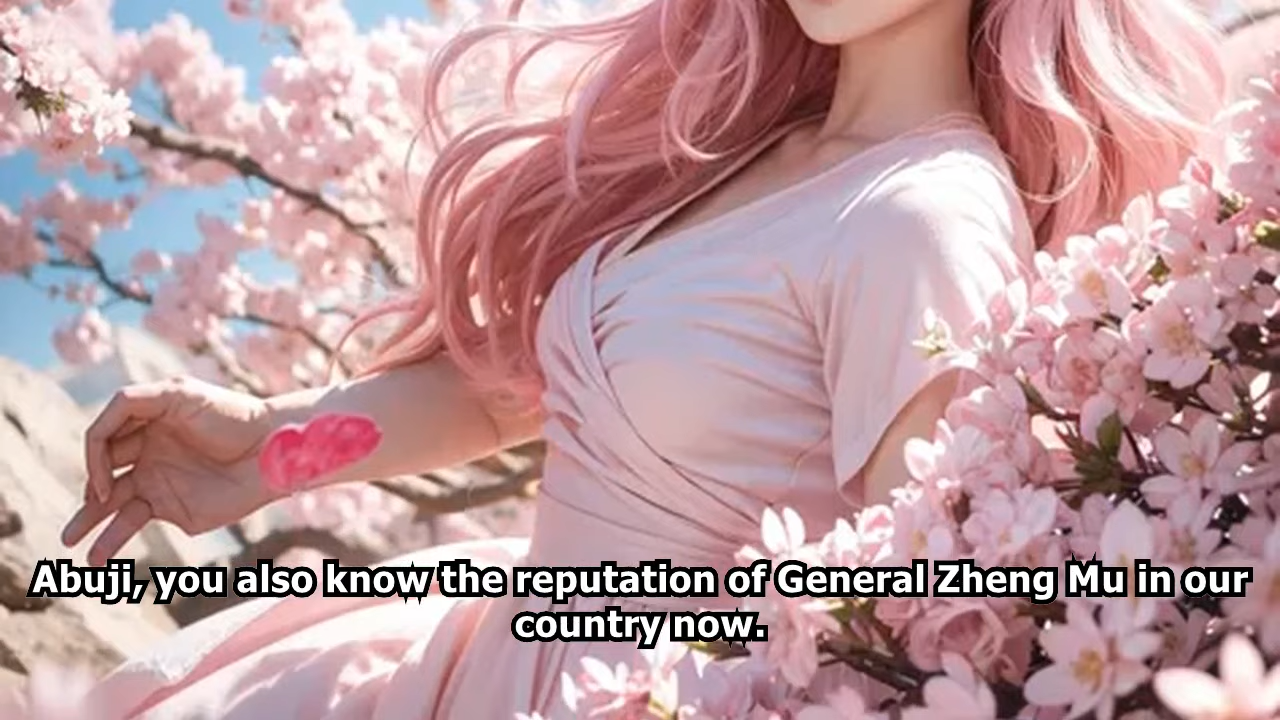 Abuji, you also know the reputation of General Zheng Mu in our
country now.